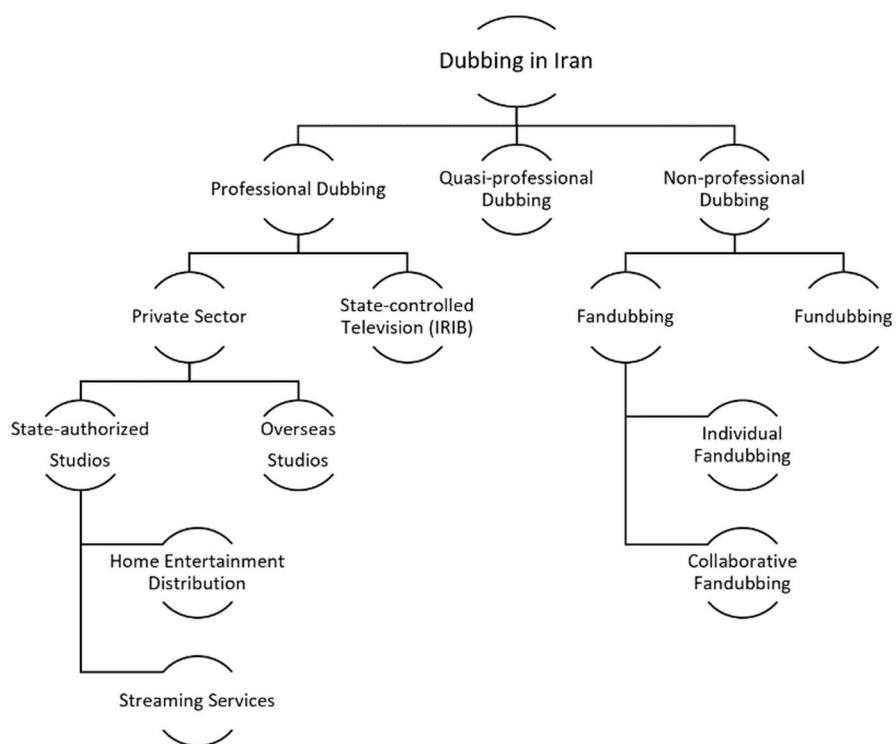 Dubbing in Iran
Professional Dubbing
Quasi-professional
Dubbing
Non-professional
Dubbing
Private Sector
State-controlled
Television (IRIB)
Fandubbing
Fundubbing
State-authorized
Studios
Overseas
Studios
Individual
Fandubbing
Home Entertainment
Distribution
Collaborative
Fandubbing
Streaming Services